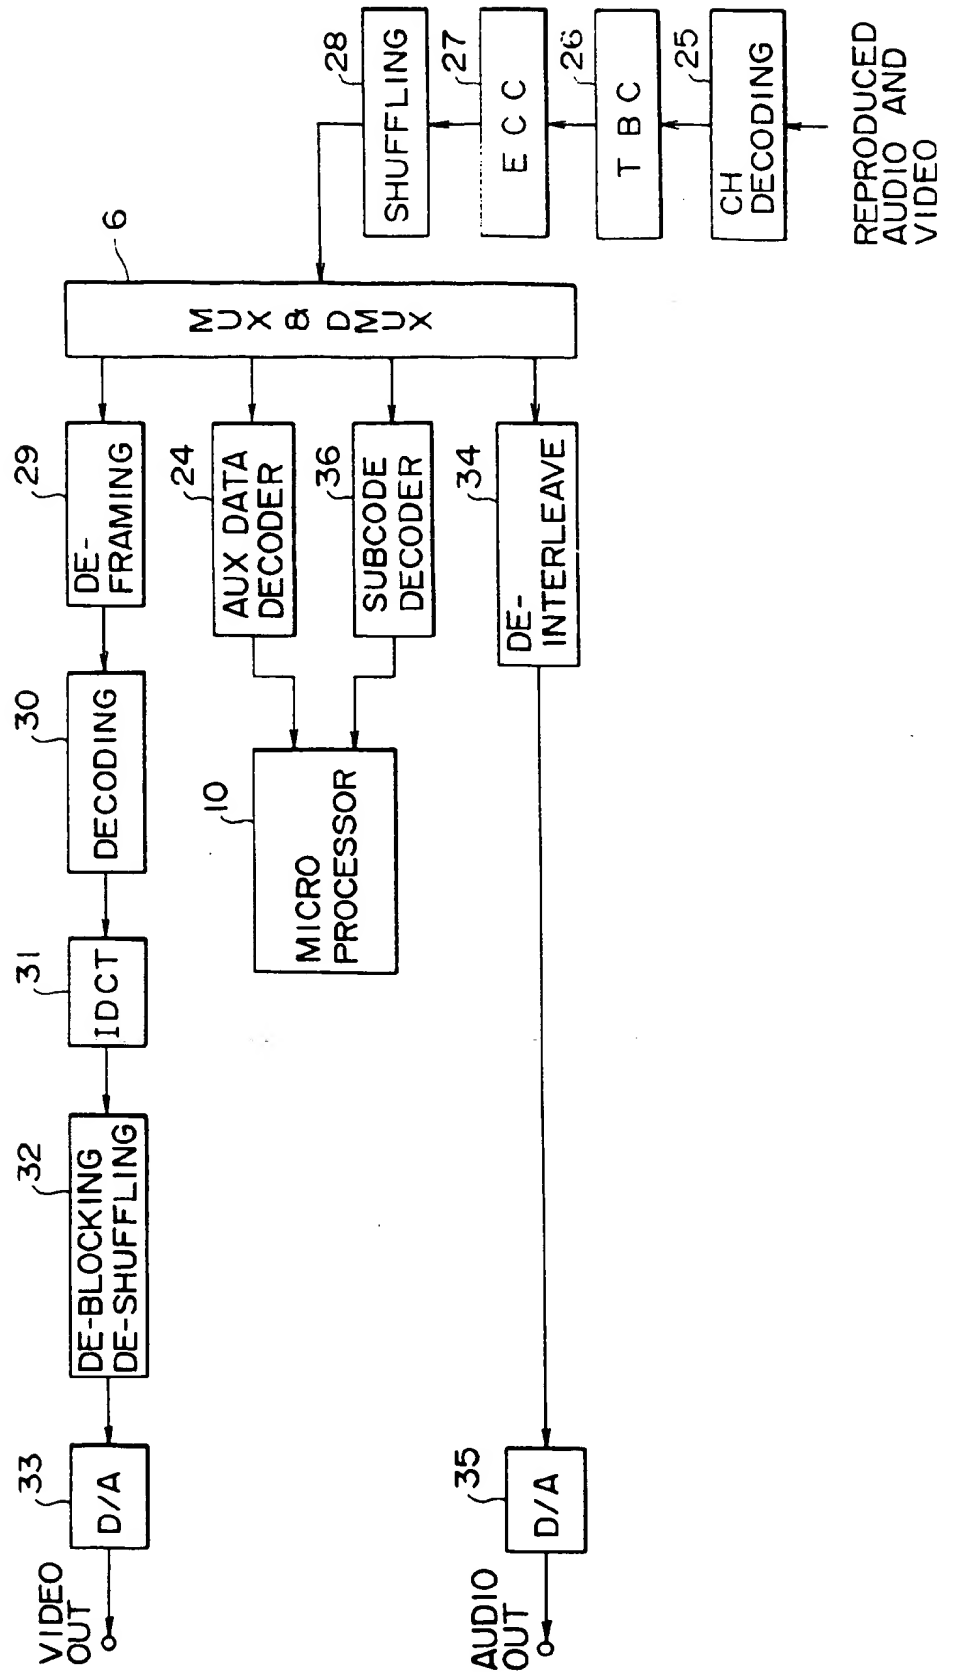 VIDEO
OUT
33
D/A
32
DE-BLOCKING
DE-SHUFFLING
31
IDCT
30
DECODING
29
DE-
FRAMING
6
MUX & DMUX
28
SHUFFLING
27
ECC
26
TBC
25
CH
DECODING
REPRODUCED
AUDIO AND
VIDEO
24
AUX DATA
DECODER
36
SUBCODE
DECODER
10
MICRO
PROCESSOR
34
DE-
INTERLEAVE
35
D/A
AUDIO
OUT